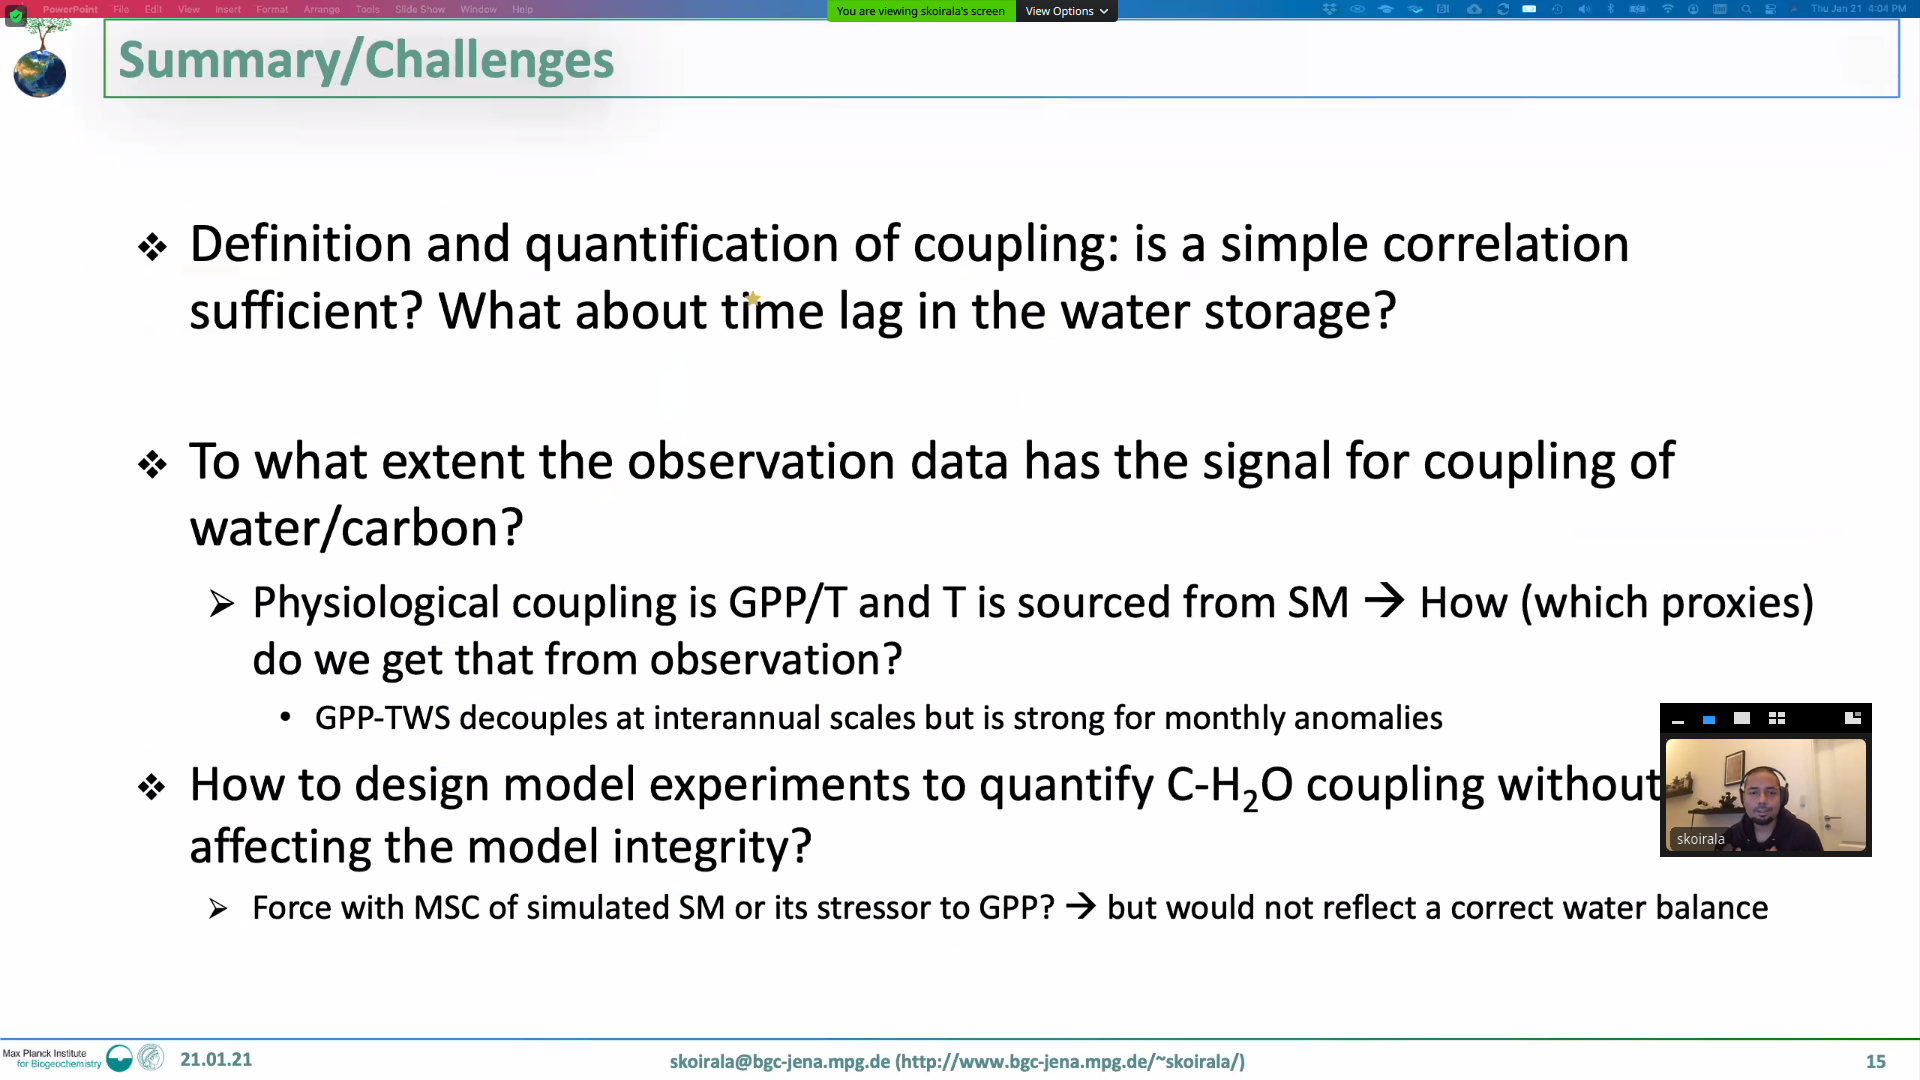 PowerPoint File Edit View Insert Format Arrange Tools Slide Show Window Help
You are viewing skoirala's screen View Options
Thu Jan 21 4:04 PM
Summary/Challenges
Definition and quantification of coupling: is a simple correlation
sufficient? What about time lag in the water storage?
To what extent the observation data has the signal for coupling of
water/carbon?
Physiological coupling is GPP/T and T is sourced from SM → How (which proxies)
do we get that from observation?
GPP-TWS decouples at interannual scales but is strong for monthly anomalies
How to design model experiments to quantify C-H₂O coupling without
affecting the model integrity?
skoirala
Force with MSC of simulated SM or its stressor to GPP? → but would not reflect a correct water balance
Max Planck Institute
for Biogeochemistry
21.01.21
skoirala@bgc-jena.mpg.de (http://www.bgc-jena.mpg.de/~skoirala/)
15